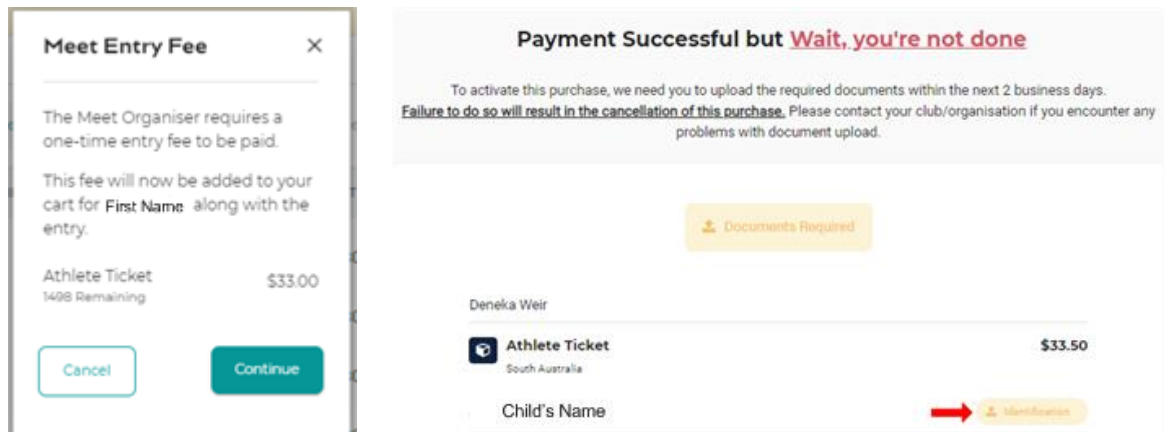 Meet Entry Fee
The Meet Organiser requires a
one-time entry fee to be paid.
This fee will now be added to your
cart for First Name along with the
entry.
Athlete Ticket $33.00
1498 Remaining
Cancel Continue
Payment Successful but Wait, you're not done
To activate this purchase, we need you to upload the required documents within the next 2 business days.
Failure to do so will result in the cancellation of this purchase. Please contact your club/organisation if you encounter any
problems with document upload.
Documents Required
Deneka Weir
Athlete Ticket $33.50
South Australia
Child's Name Identification